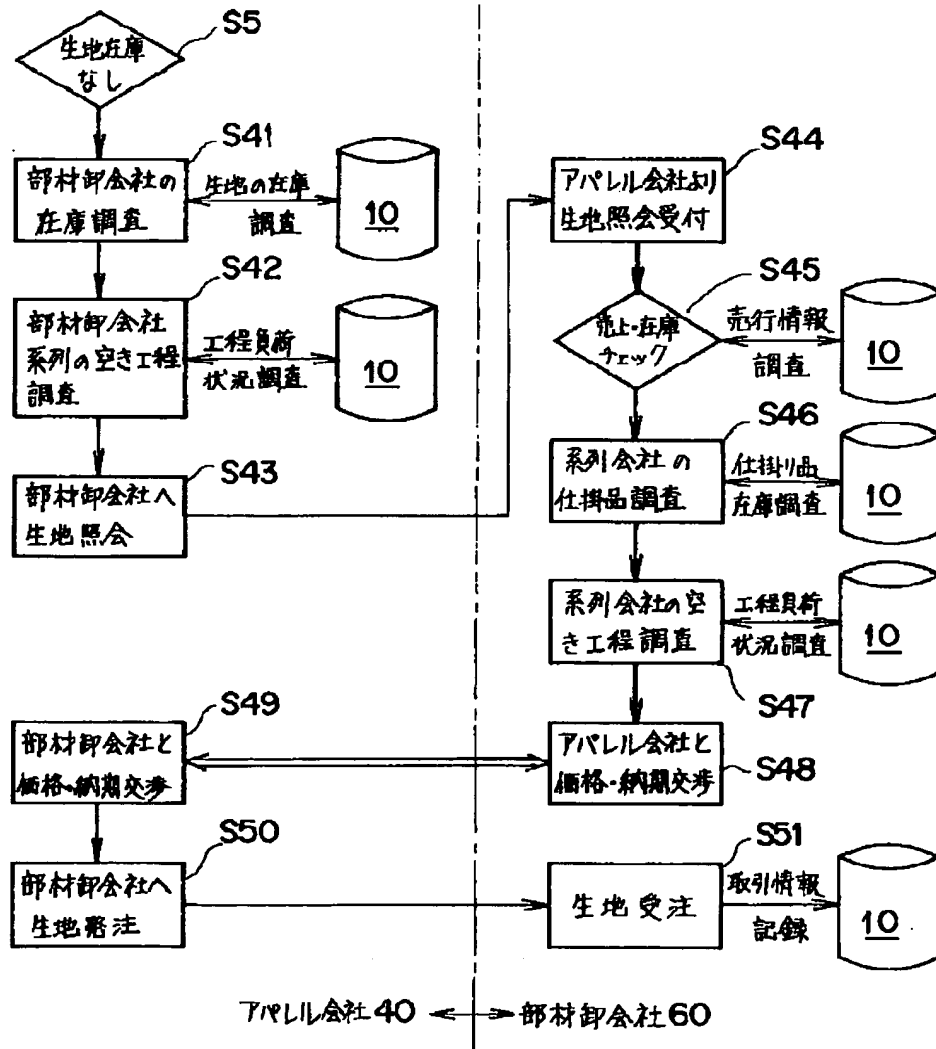 S5
生地在庫
なし
S41
部材卸会社の
在庫調査
生地の在庫
調査
10
S42
部材卸会社
系列の空き工程
調査
工程負荷
状況調査
10
S43
部材卸会社へ
生地照会
S44
アパレル会社より
生地照会受付
S45
売上・在庫
チェック
売行情報
調査
10
S46
系列会社の
仕掛品調査
仕掛り品
在庫調査
10
系列会社の空
き工程調査
工程負荷
状況調査
10
S47
S49
部材卸会社と
価格・納期交渉
アパレル会社と
価格・納期交渉
S48
S50
部材卸会社へ
生地発注
S51
生地受注
取引情報
記録
10
アパレル会社40
部材卸会社60